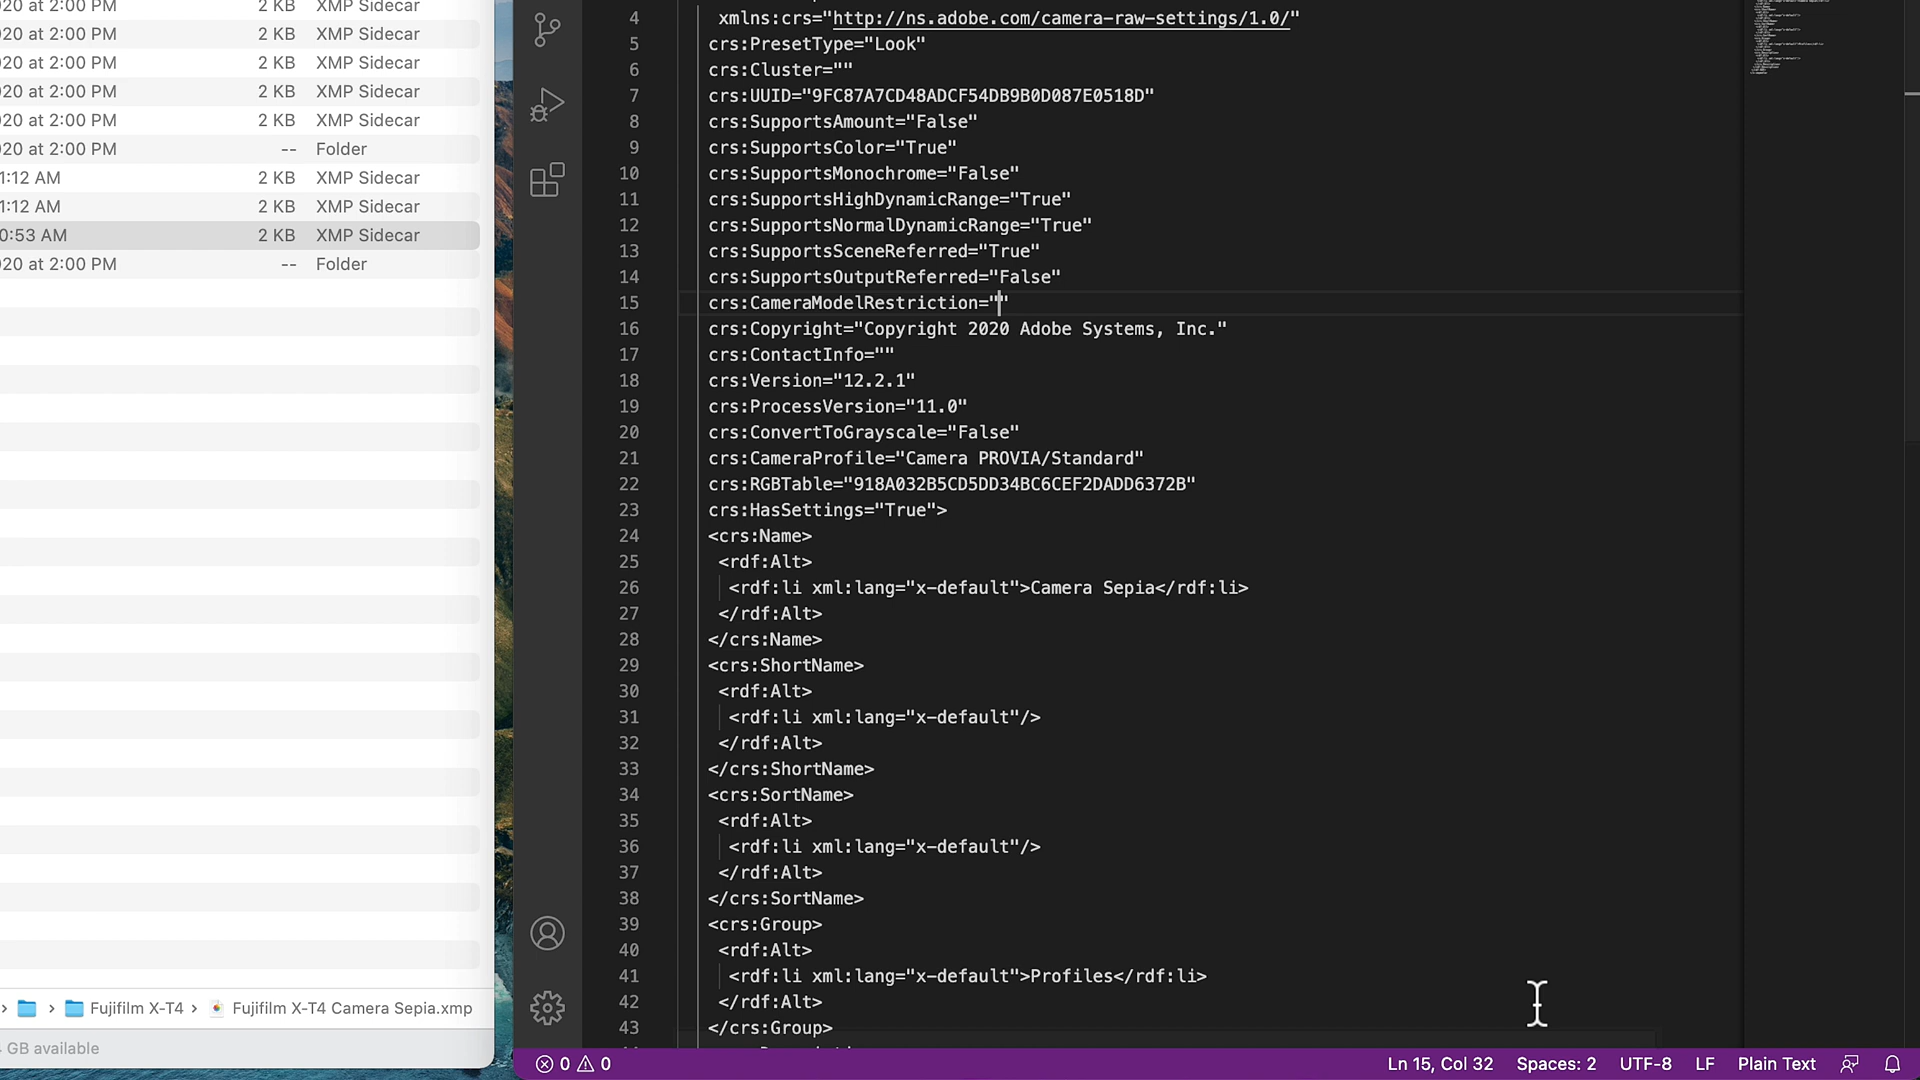 20 at 2:00 PM 2 KB XMP Sidecar
20 at 2:00 PM 2 KB XMP Sidecar
20 at 2:00 PM 2 KB XMP Sidecar
20 at 2:00 PM 2 KB XMP Sidecar
20 at 2:00 PM 2 KB XMP Sidecar
20 at 2:00 PM -- Folder
1:12 AM 2 KB XMP Sidecar
1:12 AM 2 KB XMP Sidecar
0:53 AM 2 KB XMP Sidecar
20 at 2:00 PM -- Folder
› › Fujifilm X-T4 › Fujifilm X-T4 Camera Sepia.xmp
GB available
4 xmlns:crs="http://ns.adobe.com/camera-raw-settings/1.0/"
5 crs:PresetType="Look"
6 crs:Cluster=""
7 crs:UUID="9FC87A7CD48ADCF54DB9B0D087E0518D"
8 crs:SupportsAmount="False"
9 crs:SupportsColor="True"
10 crs:SupportsMonochrome="False"
11 crs:SupportsHighDynamicRange="True"
12 crs:SupportsNormalDynamicRange="True"
13 crs:SupportsSceneReferred="True"
14 crs:SupportsOutputReferred="False"
15 crs:CameraModelRestriction=""
16 crs:Copyright="Copyright 2020 Adobe Systems, Inc."
17 crs:ContactInfo=""
18 crs:Version="12.2.1"
19 crs:ProcessVersion="11.0"
20 crs:ConvertToGrayscale="False"
21 crs:CameraProfile="Camera PROVIA/Standard"
22 crs:RGBTable="918A032B5CD5DD34BC6CEF2DADD6372B"
23 crs:HasSettings="True">
24 <crs:Name>
25 <rdf:Alt>
26 <rdf:li xml:lang="x-default">Camera Sepia</rdf:li>
27 </rdf:Alt>
28 </crs:Name>
29 <crs:ShortName>
30 <rdf:Alt>
31 <rdf:li xml:lang="x-default"/>
32 </rdf:Alt>
33 </crs:ShortName>
34 <crs:SortName>
35 <rdf:Alt>
36 <rdf:li xml:lang="x-default"/>
37 </rdf:Alt>
38 </crs:SortName>
39 <crs:Group>
40 <rdf:Alt>
41 <rdf:li xml:lang="x-default">Profiles</rdf:li>
42 </rdf:Alt>
43 </crs:Group>
0 0 Ln 15, Col 32 Spaces: 2 UTF-8 LF Plain Text